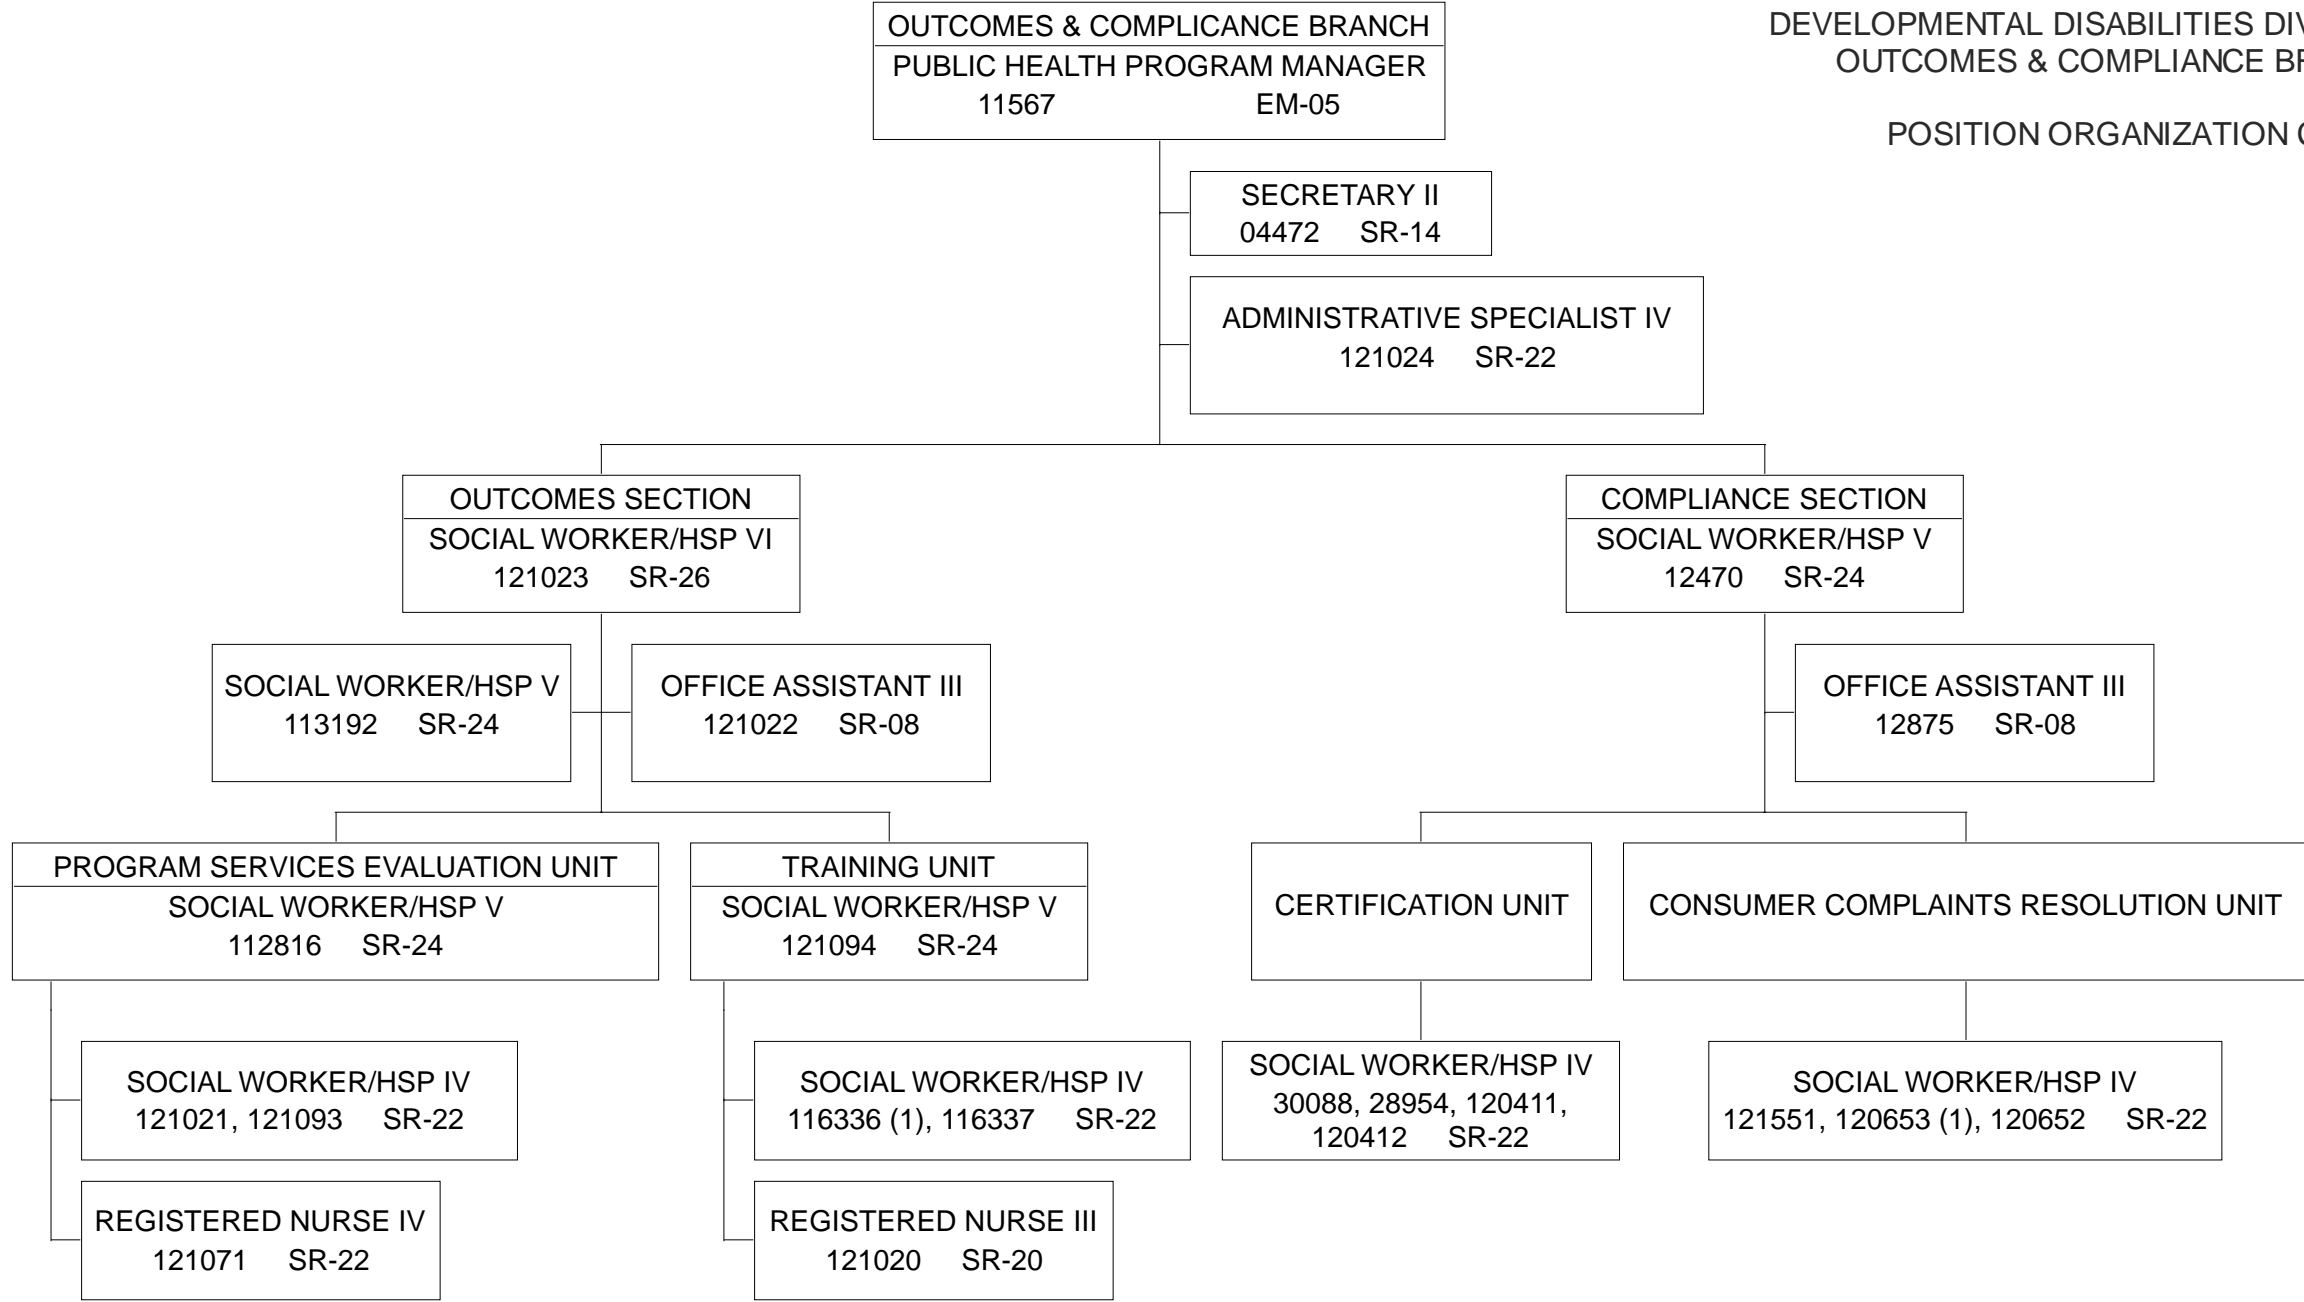 OUTCOMES & COMPLICANCE BRANCH
PUBLIC HEALTH PROGRAM MANAGER
11567 EM-05
DEVELOPMENTAL DISABILITIES DIV
OUTCOMES & COMPLIANCE BR
POSITION ORGANIZATION C
SECRETARY II
04472 SR-14
ADMINISTRATIVE SPECIALIST IV
121024 SR-22
OUTCOMES SECTION
SOCIAL WORKER/HSP VI
121023 SR-26
COMPLIANCE SECTION
SOCIAL WORKER/HSP V
12470 SR-24
SOCIAL WORKER/HSP V
113192 SR-24
OFFICE ASSISTANT III
121022 SR-08
OFFICE ASSISTANT III
12875 SR-08
PROGRAM SERVICES EVALUATION UNIT
SOCIAL WORKER/HSP V
112816 SR-24
TRAINING UNIT
SOCIAL WORKER/HSP V
121094 SR-24
CERTIFICATION UNIT
CONSUMER COMPLAINTS RESOLUTION UNIT
SOCIAL WORKER/HSP IV
121021, 121093 SR-22
SOCIAL WORKER/HSP IV
116336 (1), 116337 SR-22
SOCIAL WORKER/HSP IV
30088, 28954, 120411,
120412 SR-22
SOCIAL WORKER/HSP IV
121551, 120653 (1), 120652 SR-22
REGISTERED NURSE IV
121071 SR-22
REGISTERED NURSE III
121020 SR-20